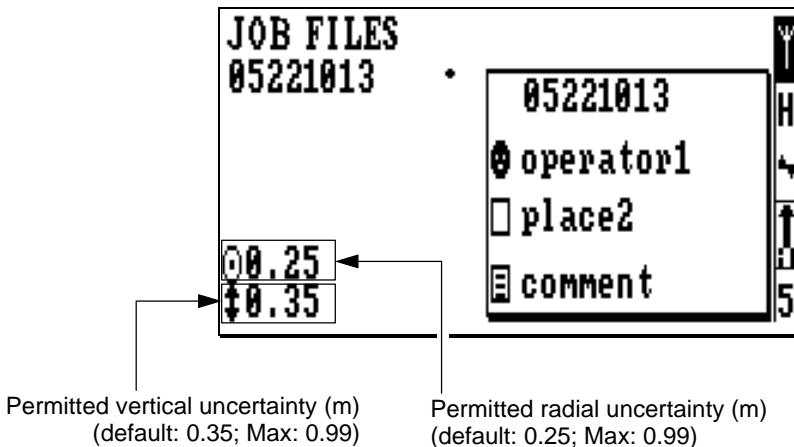 JOB FILES
05221013
05221013
operator1
place2
comment
0.25
0.35
H
5
Permitted vertical uncertainty (m)
(default: 0.35; Max: 0.99)
Permitted radial uncertainty (m)
(default: 0.25; Max: 0.99)